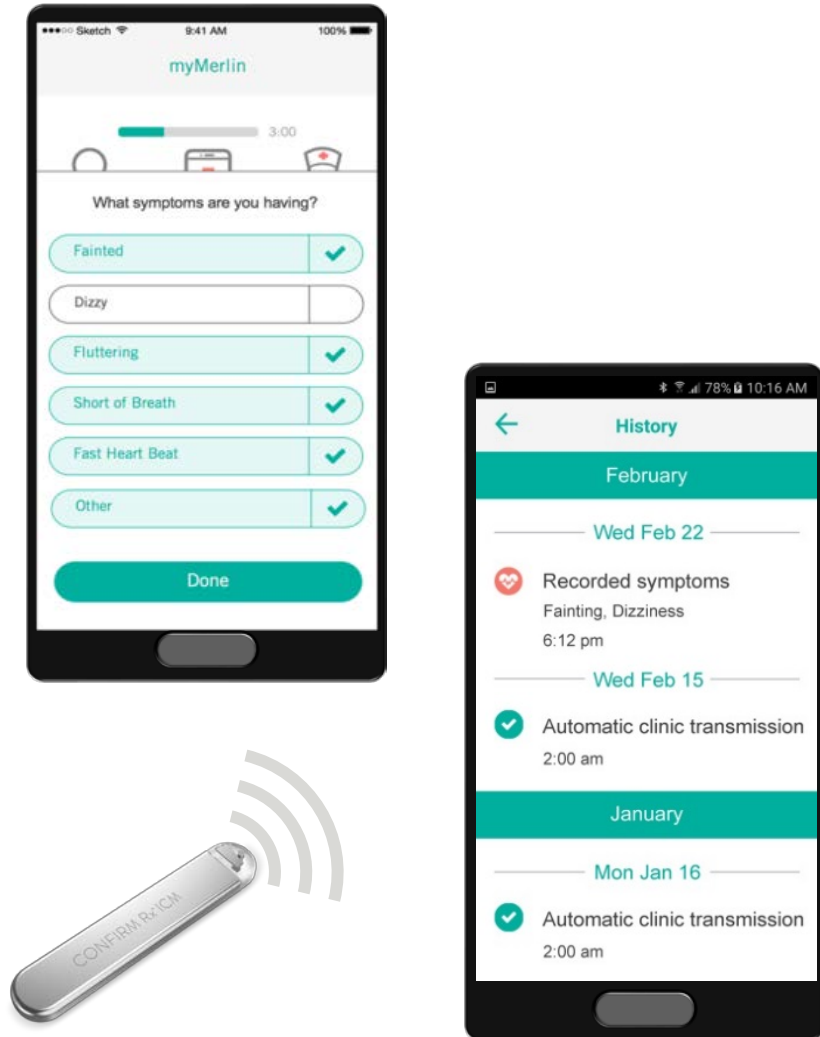 Sketch 9:41 AM 100%
myMerlin
3:00
What symptoms are you having?
Fainted
Dizzy
Fluttering
Short of Breath
Fast Heart Beat
Other
Done
CONFIRM Rx ICM
78% 10:16 AM
History
February
Wed Feb 22
Recorded symptoms
Fainting, Dizziness
6:12 pm
Wed Feb 15
Automatic clinic transmission
2:00 am
January
Mon Jan 16
Automatic clinic transmission
2:00 am